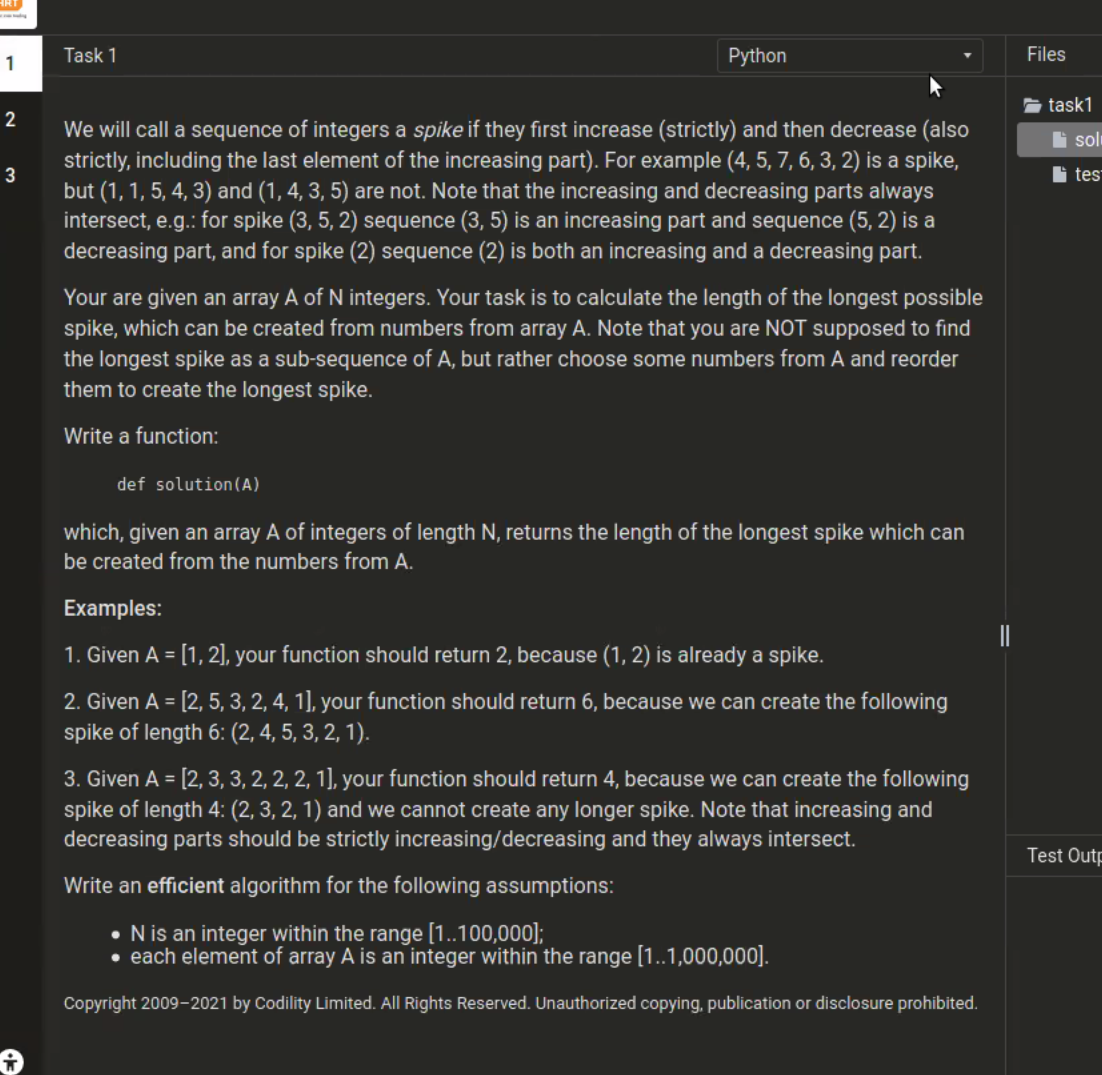 1
Task 1
Python
Files
task1
2
We will call a sequence of integers a spike if they first increase (strictly) and then decrease (also
strictly, including the last element of the increasing part). For example (4, 5, 7, 6, 3, 2) is a spike,
3
but (1, 1, 5, 4, 3) and (1, 4, 3, 5) are not. Note that the increasing and decreasing parts always
intersect, e.g.: for spike (3, 5, 2) sequence (3, 5) is an increasing part and sequence (5, 2) is a
decreasing part, and for spike (2) sequence (2) is both an increasing and a decreasing part.
Your are given an array A of N integers. Your task is to calculate the length of the longest possible
spike, which can be created from numbers from array A. Note that you are NOT supposed to find
the longest spike as a sub-sequence of A, but rather choose some numbers from A and reorder
them to create the longest spike.
Write a function:
def solution(A)
which, given an array A of integers of length N, returns the length of the longest spike which can
be created from the numbers from A.
Examples:
1. Given A = [1, 2], your function should return 2, because (1, 2) is already a spike.
2. Given A = [2, 5, 3, 2, 4, 1], your function should return 6, because we can create the following
spike of length 6: (2, 4, 5, 3, 2, 1).
3. Given A = [2, 3, 3, 2, 2, 2, 1], your function should return 4, because we can create the following
spike of length 4: (2, 3, 2, 1) and we cannot create any longer spike. Note that increasing and
decreasing parts should be strictly increasing/decreasing and they always intersect.
Test Outp
Write an efficient algorithm for the following assumptions:
• N is an integer within the range [1..100,000];
• each element of array A is an integer within the range [1..1,000,000].
Copyright 2009–2021 by Codility Limited. All Rights Reserved. Unauthorized copying, publication or disclosure prohibited.